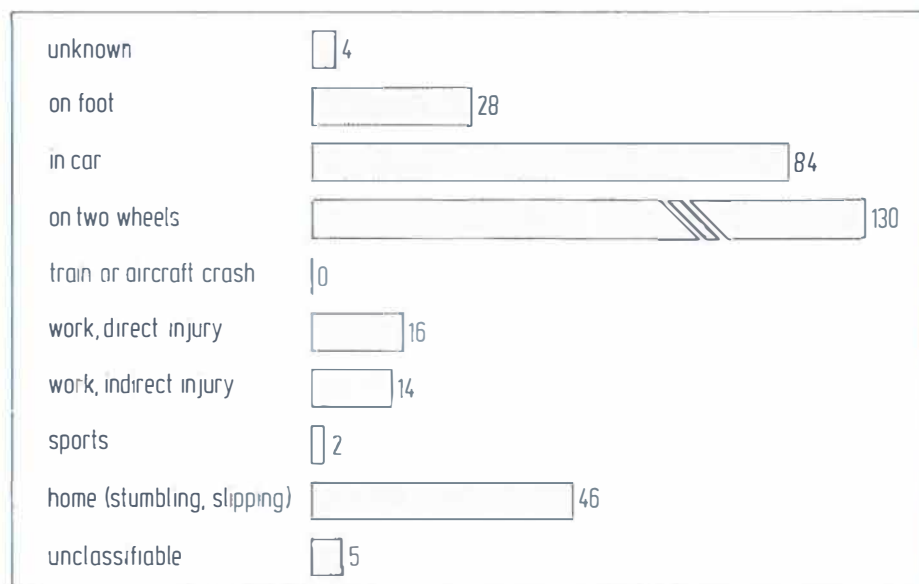 unknown 4
on foot 28
in car 84
on two wheels 130
train or aircraft crash 0
work, direct injury 16
work, indirect injury 14
sports 2
home (stumbling, slipping) 46
unclassifiable 5